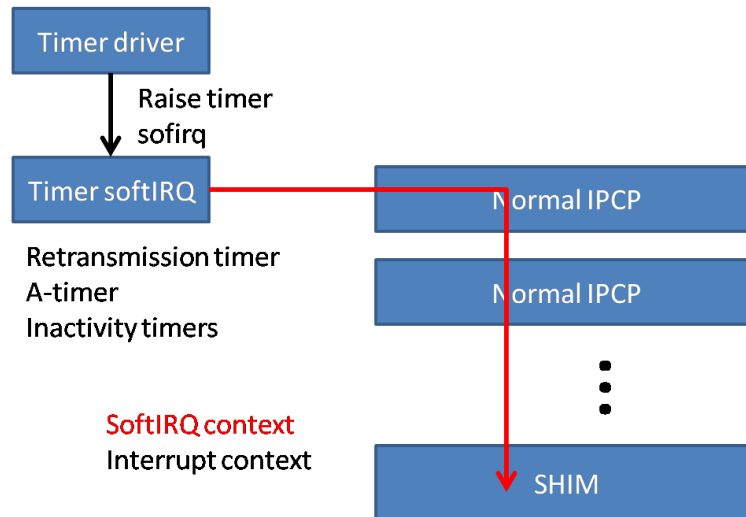 Timer driver
Raise timer
sofirq
Timer softIRQ
Normal IPCP
Retransmission timer
A-timer
Inactivity timers
Normal IPCP
SoftIRQ context
Interrupt context
SHIM